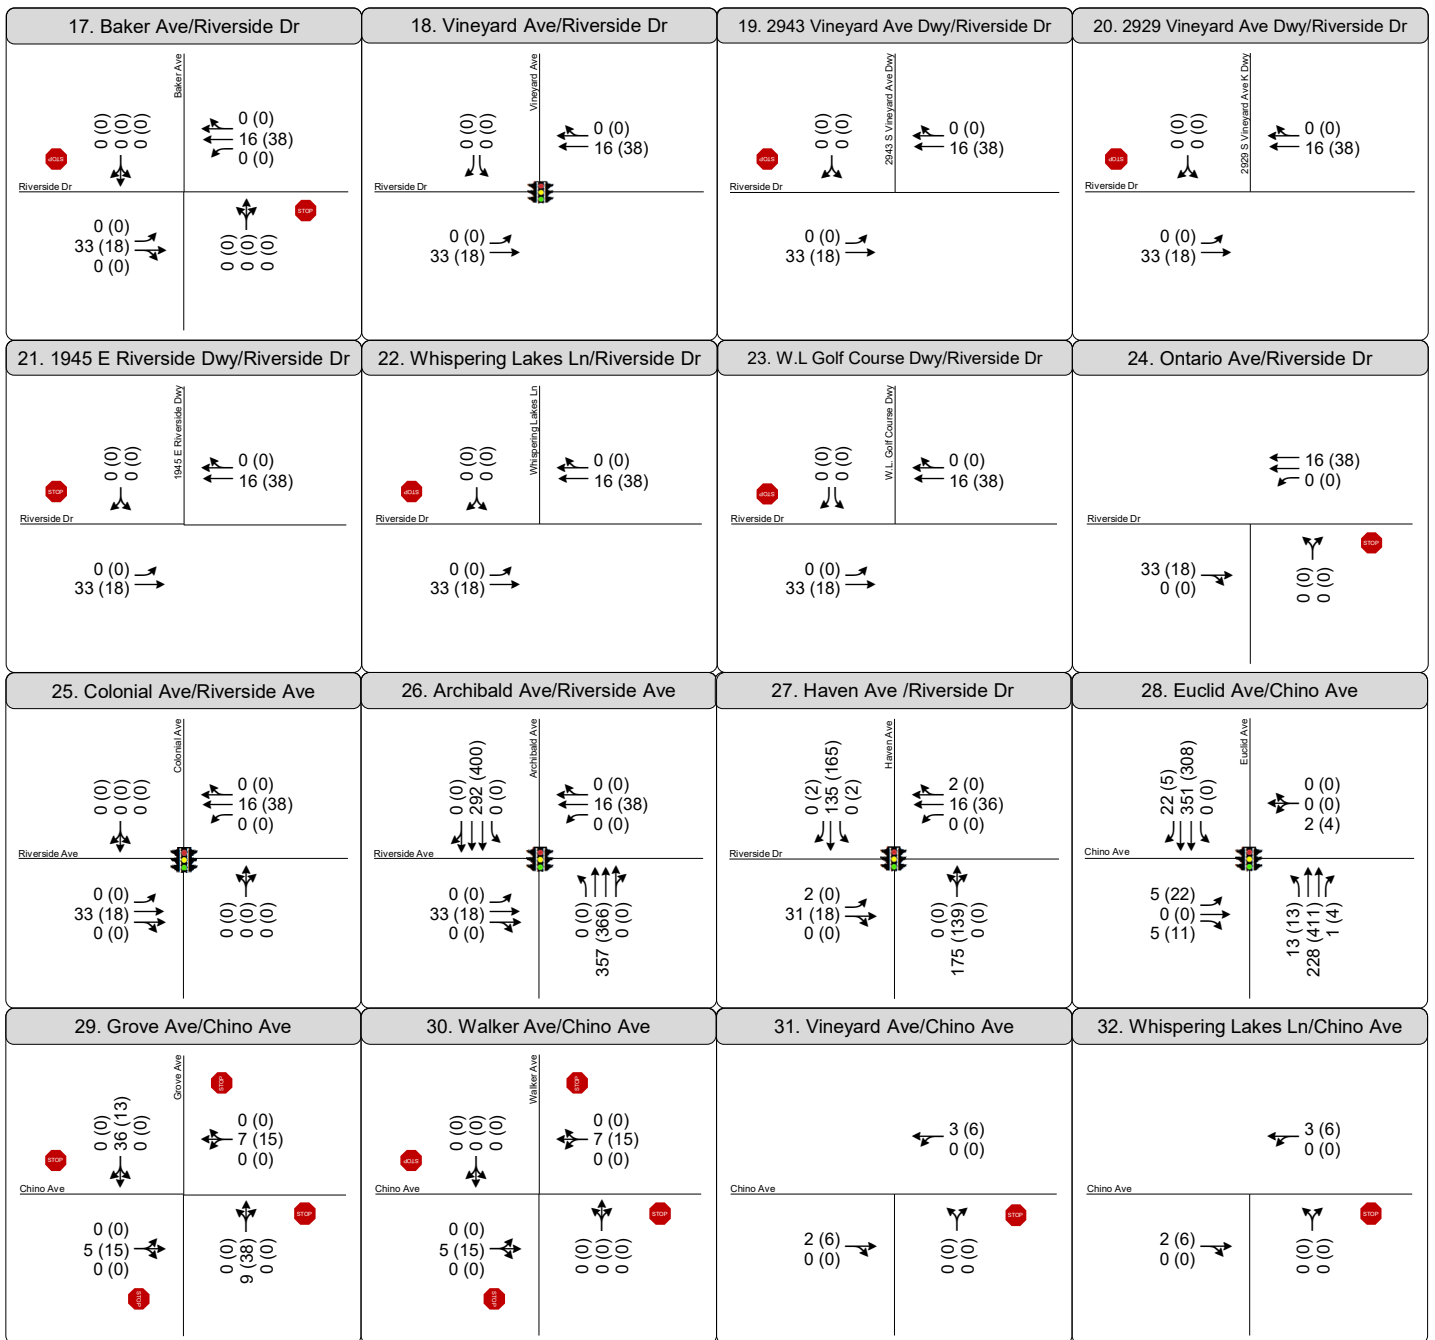 17. Baker Ave/Riverside Dr
Baker Ave
0 (0)
0 (0)
0 (0)
0 (0)
16 (38)
0 (0)
STOP
Riverside Dr
0 (0)
33 (18)
0 (0)
0 (0)
0 (0)
0 (0)
STOP
18. Vineyard Ave/Riverside Dr
Vineyard Ave
0 (0)
0 (0)
0 (0)
16 (38)
Riverside Dr
0 (0)
33 (18)
19. 2943 Vineyard Ave Dwy/Riverside Dr
2943 S Vineyard Ave Dwy
0 (0)
0 (0)
0 (0)
16 (38)
STOP
Riverside Dr
0 (0)
33 (18)
20. 2929 Vineyard Ave Dwy/Riverside Dr
2929 S Vineyard Ave K Dwy
0 (0)
0 (0)
0 (0)
16 (38)
STOP
Riverside Dr
0 (0)
33 (18)
21. 1945 E Riverside Dwy/Riverside Dr
1945 E Riverside Dwy
0 (0)
0 (0)
0 (0)
16 (38)
STOP
Riverside Dr
0 (0)
33 (18)
22. Whispering Lakes Ln/Riverside Dr
Whispering Lakes Ln
0 (0)
0 (0)
0 (0)
16 (38)
STOP
Riverside Dr
0 (0)
33 (18)
23. W.L Golf Course Dwy/Riverside Dr
W.L. Golf Course Dwy
0 (0)
0 (0)
0 (0)
16 (38)
STOP
Riverside Dr
0 (0)
33 (18)
24. Ontario Ave/Riverside Dr
16 (38)
0 (0)
Riverside Dr
STOP
33 (18)
0 (0)
0 (0)
0 (0)
25. Colonial Ave/Riverside Ave
Colonial Ave
0 (0)
0 (0)
0 (0)
0 (0)
16 (38)
0 (0)
Riverside Ave
0 (0)
33 (18)
0 (0)
0 (0)
0 (0)
0 (0)
26. Archibald Ave/Riverside Ave
Archibald Ave
0 (0)
292 (400)
0 (0)
0 (0)
16 (38)
0 (0)
Riverside Ave
0 (0)
33 (18)
0 (0)
0 (0)
357 (366)
0 (0)
27. Haven Ave /Riverside Dr
Haven Ave
0 (2)
135 (165)
0 (2)
2 (0)
16 (36)
0 (0)
Riverside Dr
2 (0)
31 (18)
0 (0)
0 (0)
175 (139)
0 (0)
28. Euclid Ave/Chino Ave
Euclid Ave
22 (5)
351 (308)
0 (0)
0 (0)
0 (0)
2 (4)
Chino Ave
5 (22)
0 (0)
5 (11)
13 (13)
228 (411)
1 (4)
29. Grove Ave/Chino Ave
Grove Ave
STOP
0 (0)
36 (13)
0 (0)
0 (0)
7 (15)
0 (0)
STOP
Chino Ave
STOP
0 (0)
5 (15)
0 (0)
0 (0)
9 (38)
0 (0)
STOP
30. Walker Ave/Chino Ave
Walker Ave
STOP
0 (0)
0 (0)
0 (0)
0 (0)
7 (15)
0 (0)
STOP
Chino Ave
STOP
0 (0)
5 (15)
0 (0)
0 (0)
0 (0)
0 (0)
STOP
31. Vineyard Ave/Chino Ave
3 (6)
0 (0)
Chino Ave
STOP
2 (6)
0 (0)
0 (0)
0 (0)
32. Whispering Lakes Ln/Chino Ave
3 (6)
0 (0)
Chino Ave
STOP
2 (6)
0 (0)
0 (0)
0 (0)